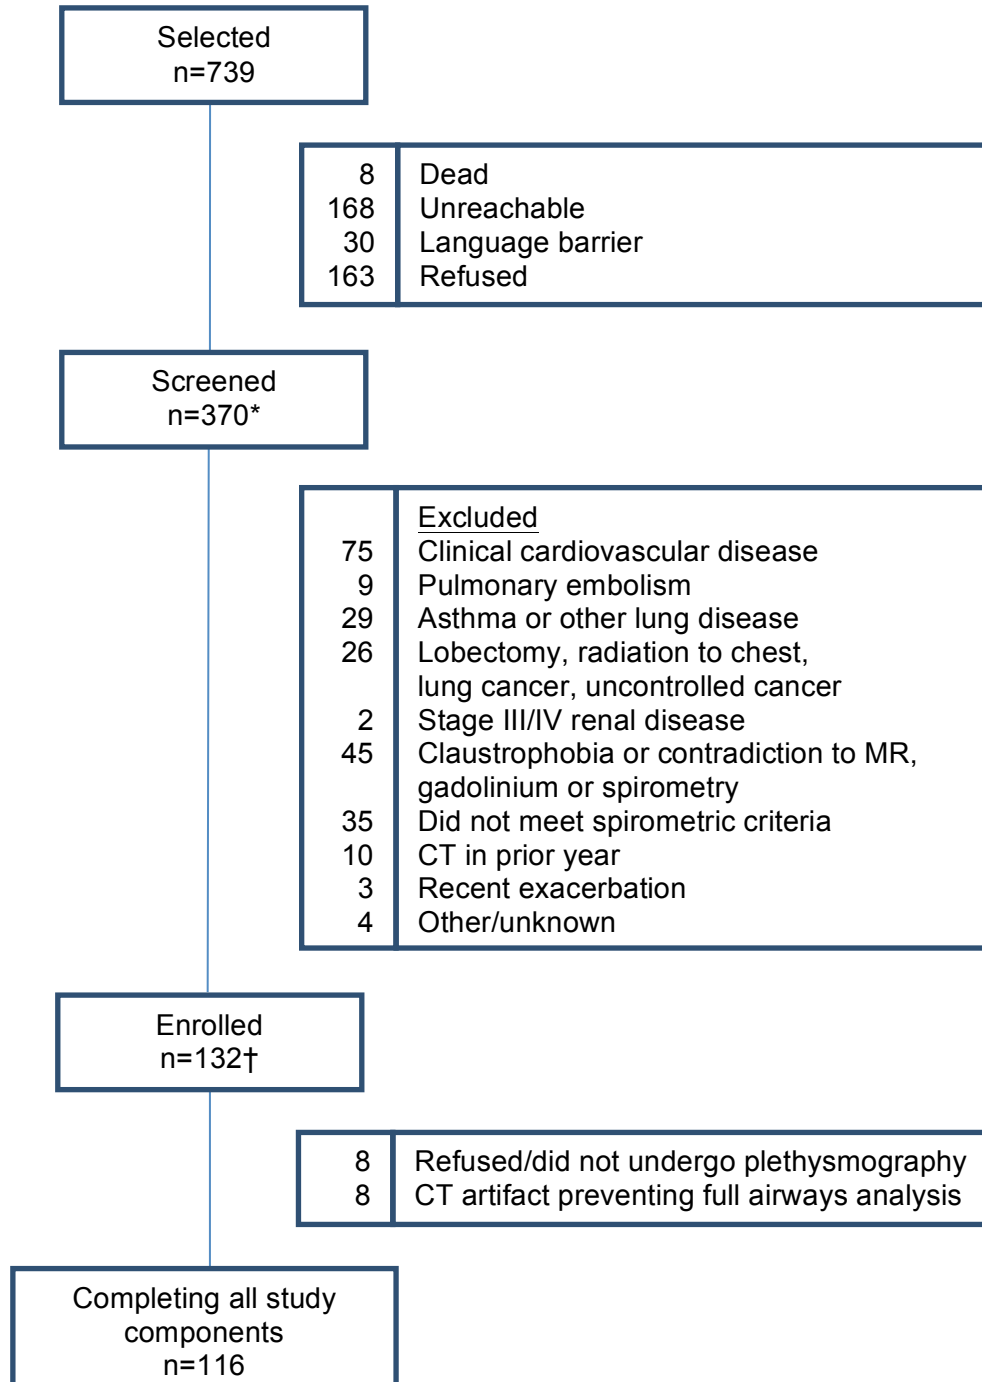 Selected
n=739
8 Dead
168 Unreachable
30 Language barrier
163 Refused
Screened
n=370*
Excluded
75 Clinical cardiovascular disease
9 Pulmonary embolism
29 Asthma or other lung disease
26 Lobectomy, radiation to chest,
lung cancer, uncontrolled cancer
2 Stage III/IV renal disease
45 Claustrophobia or contradiction to MR,
gadolinium or spirometry
35 Did not meet spirometric criteria
10 CT in prior year
3 Recent exacerbation
4 Other/unknown
Enrolled
n=132†
8 Refused/did not undergo plethysmography
8 CT artifact preventing full airways analysis
Completing all study
components
n=116